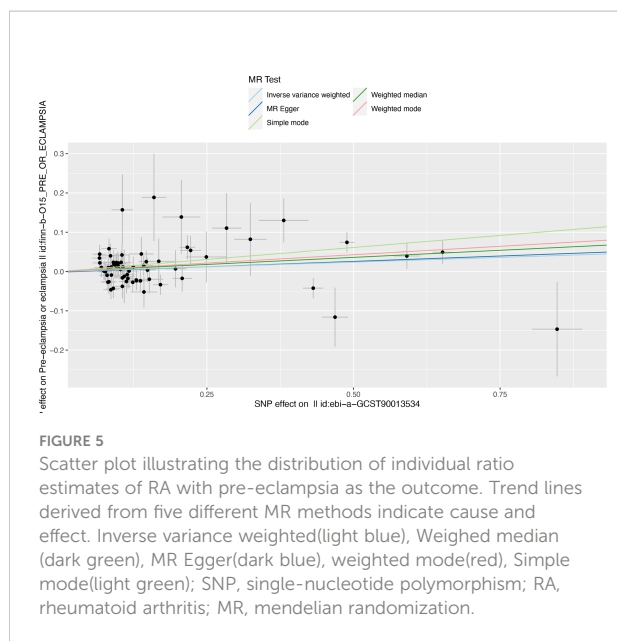 MR Test
Inverse variance weighted
Weighted median
MR Egger
Weighted mode
Simple mode
effect on Pre-eclampsia or eclampsia II id:finn-b-O15_PRE_OR_ECLAMPSIA
0.3
0.2
0.1
0.0
-0.1
-0.2
0.25
0.50
0.75
SNP effect on II id:ebi-a-GCST90013534
FIGURE 5
Scatter plot illustrating the distribution of individual ratio
estimates of RA with pre-eclampsia as the outcome. Trend lines
derived from five different MR methods indicate cause and
effect. Inverse variance weighted(light blue), Weighed median
(dark green), MR Egger(dark blue), weighted mode(red), Simple
mode(light green); SNP, single-nucleotide polymorphism; RA,
rheumatoid arthritis; MR, mendelian randomization.